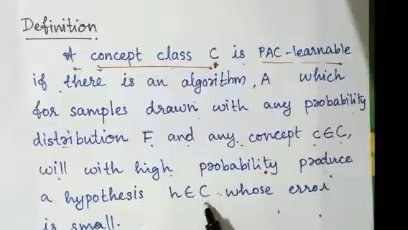 Definition
A concept class C is PAC-learnable
if there is an algorithm, A which
for samples drawn with any probability
distribution F and any concept c∈C,
will with high probability produce
a hypothesis h∈C whose error
is small.